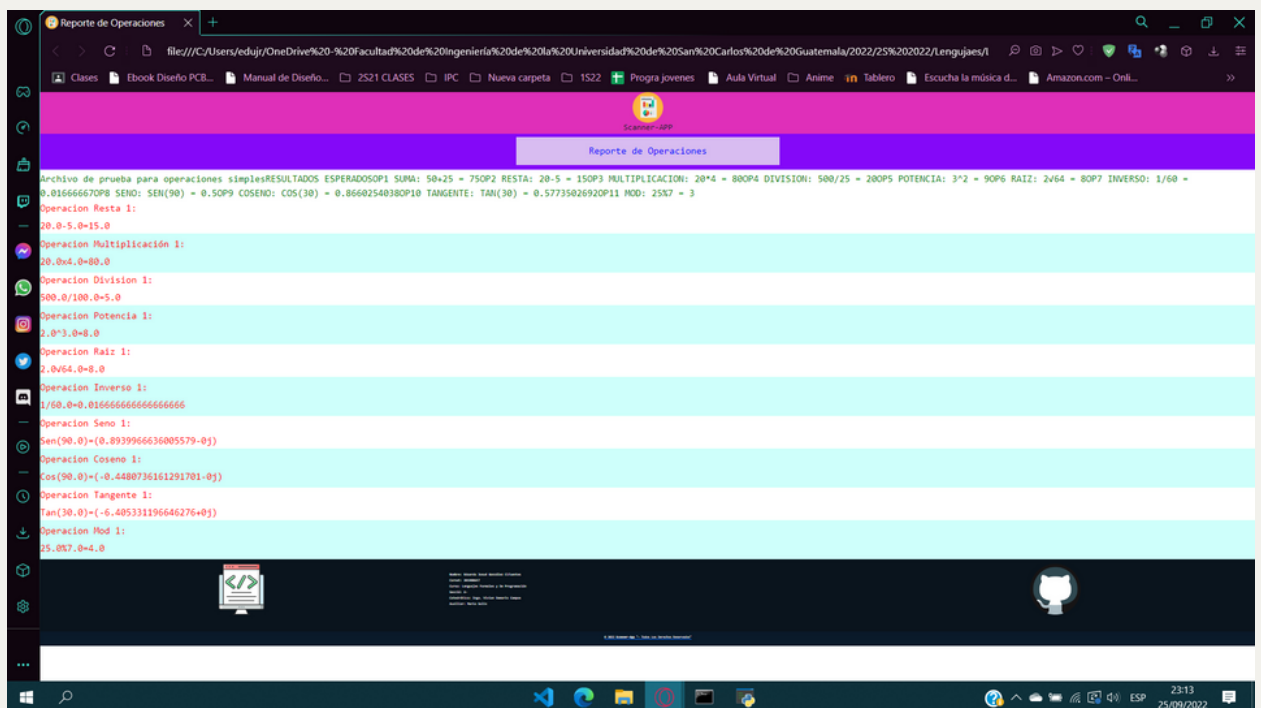 Reporte de Operaciones
file:///C:/Users/edujr/OneDrive%20-%20Facultad%20de%20Ingeniería%20de%20la%20Universidad%20de%20San%20Carlos%20de%20Guatemala/2022/2S%202022/Lengujaes/l
Clases Ebook Diseño PCB... Manual de Diseño... 2S21 CLASES IPC Nueva carpeta 1S22 Progra jovenes Aula Virtual Anime Tablero Escucha la música d... Amazon.com – Onli...
Scanner-APP
Reporte de Operaciones
Archivo de prueba para operaciones simplesRESULTADOS ESPERADOSOP1 SUMA: 50+25 = 75OP2 RESTA: 20-5 = 15OP3 MULTIPLICACION: 20*4 = 80OP4 DIVISION: 500/25 = 20OP5 POTENCIA: 3^2 = 9OP6 RAIZ: 2√64 = 8OP7 INVERSO: 1/60 =
0.01666667OP8 SENO: SEN(90) = 0.5OP9 COSENO: COS(30) = 0.8660254038OP10 TANGENTE: TAN(30) = 0.5773502692OP11 MOD: 25%7 = 3
Operacion Resta 1:
20.0-5.0=15.0
Operacion Multiplicación 1:
20.0x4.0=80.0
Operacion Division 1:
500.0/100.0=5.0
Operacion Potencia 1:
2.0^3.0=8.0
Operacion Raiz 1:
2.0√64.0=8.0
Operacion Inverso 1:
1/60.0=0.016666666666666666
Operacion Seno 1:
Sen(90.0)=(0.8939966636005579-0j)
Operacion Coseno 1:
Cos(90.0)=(-0.4480736161291701-0j)
Operacion Tangente 1:
Tan(30.0)=(-6.405331196646276+0j)
Operacion Mod 1:
25.0%7.0=4.0
ESP
23:13
25/09/2022